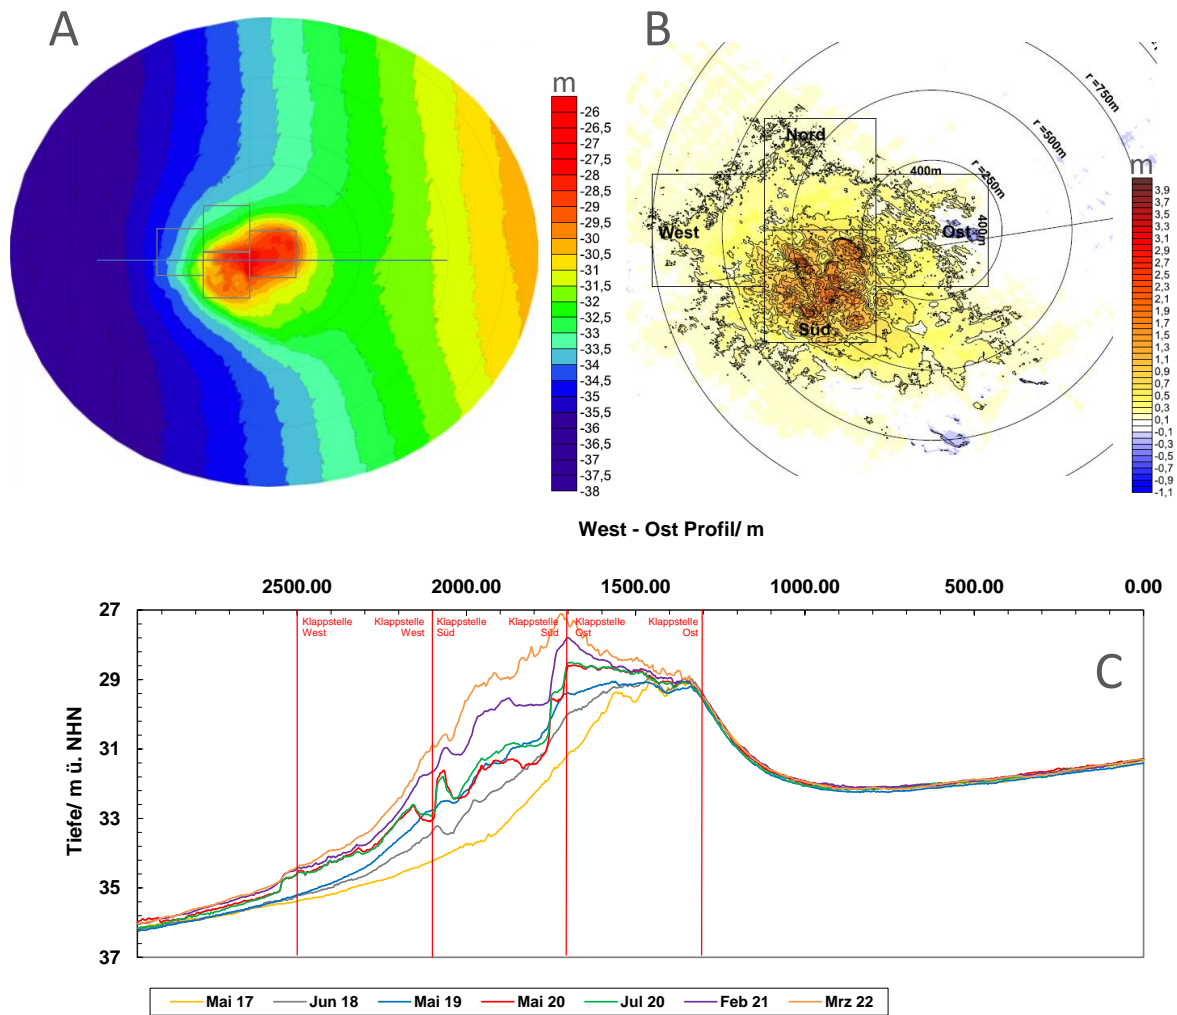 A
B
m
-26
-26,5
-27
-27,5
-28
-28,5
-29
-29,5
-30
-30,5
-31
-31,5
-32
-32,5
-33
-33,5
-34
-34,5
-35
-35,5
-36
-36,5
-37
-37,5
-38
r =750m
r =500m
r =250m
Nord
400m
400m
West
Ost
Süd
m
3,9
3,7
3,5
3,3
3,1
2,9
2,7
2,5
2,3
2,1
1,9
1,7
1,5
1,3
1,1
0,9
0,7
0,5
0,3
0,1
-0,1
-0,3
-0,5
-0,7
-0,9
-1,1
West - Ost Profil/ m
2500.00 2000.00 1500.00 1000.00 500.00 0.00
Tiefe/ m ü. NHN
27
29
31
33
35
37
Klappstelle
West
Klappstelle
West
Klappstelle
Süd
Klappstelle
Süd
Klappstelle
Ost
Klappstelle
Ost
C
Mai 17 Jun 18 Mai 19 Mai 20 Jul 20 Feb 21 Mrz 22